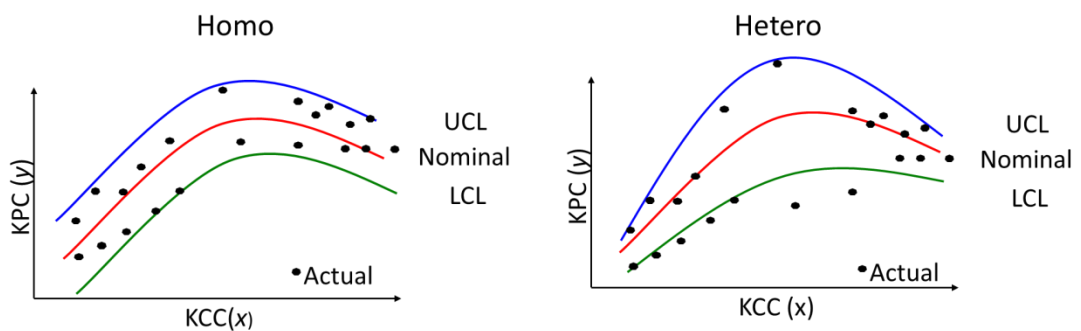 Homo
KPC (y)
UCL
Nominal
LCL
Actual
KCC(x)
Hetero
KPC (y)
UCL
Nominal
LCL
Actual
KCC (x)